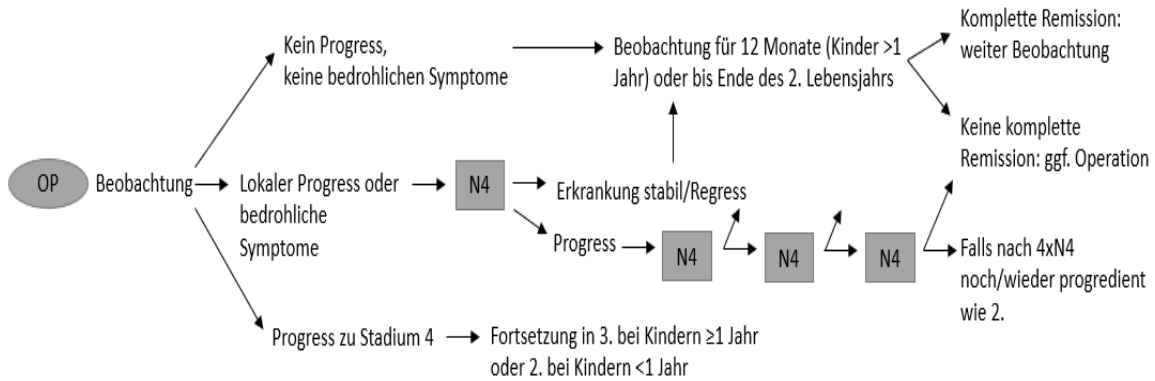 Kein Progress,
keine bedrohlichen Symptome
Beobachtung für 12 Monate (Kinder >1
Jahr) oder bis Ende des 2. Lebensjahrs
Komplette Remission:
weiter Beobachtung
Keine komplette
Remission: ggf. Operation
OP
Beobachtung
Lokaler Progress oder
bedrohliche
Symptome
N4
Erkrankung stabil/Regress
Progress
N4
N4
N4
Falls nach 4xN4
noch/wieder progredient
wie 2.
Progress zu Stadium 4
Fortsetzung in 3. bei Kindern ≥1 Jahr
oder 2. bei Kindern <1 Jahr